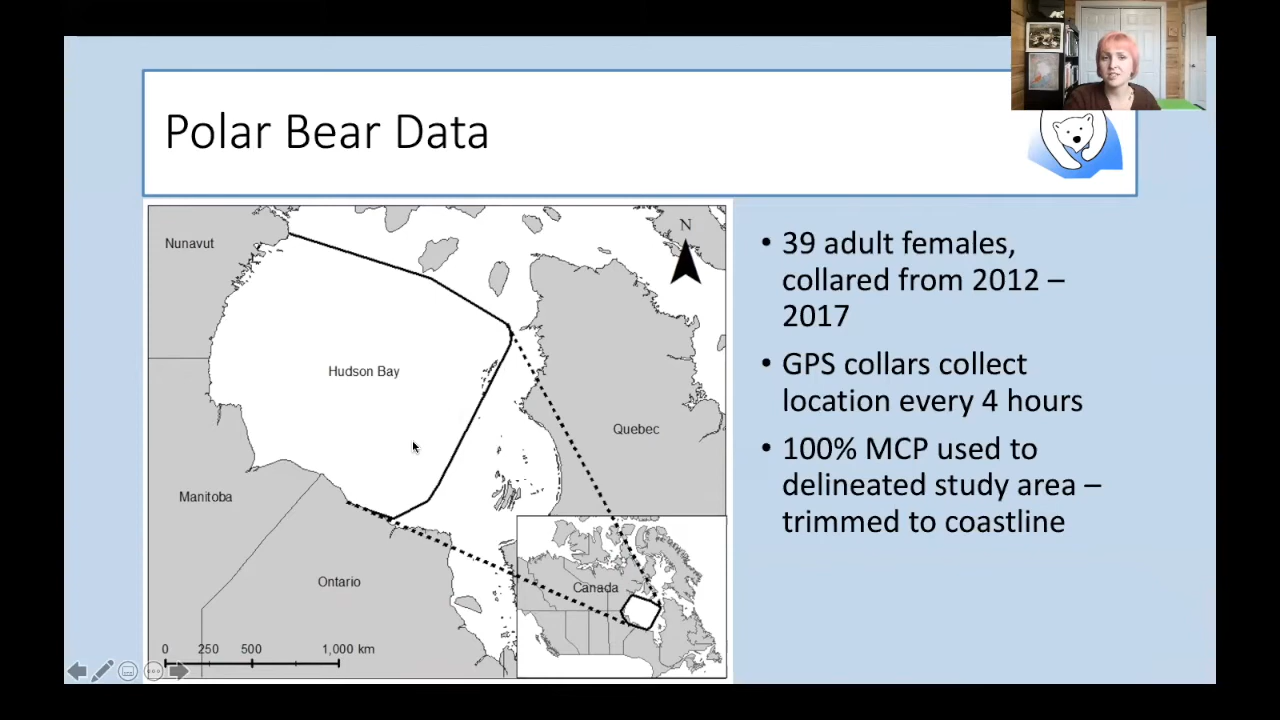 Polar Bear Data
Nunavut
N
Hudson Bay
Quebec
Manitoba
Ontario
Canada
0 250 500 1,000 km
• 39 adult females,
collared from 2012 –
2017
• GPS collars collect
location every 4 hours
• 100% MCP used to
delineated study area –
trimmed to coastline